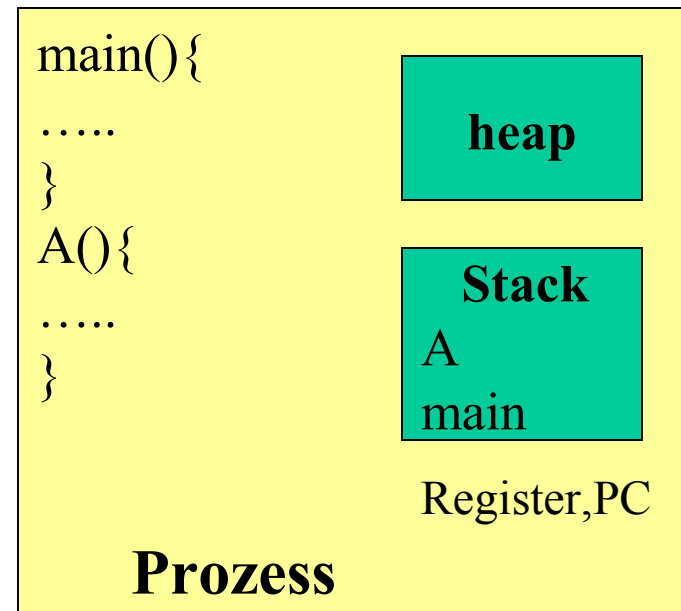 main(){
…..
}
A(){
…..
}
heap
Stack
A
main
Register,PC
Prozess